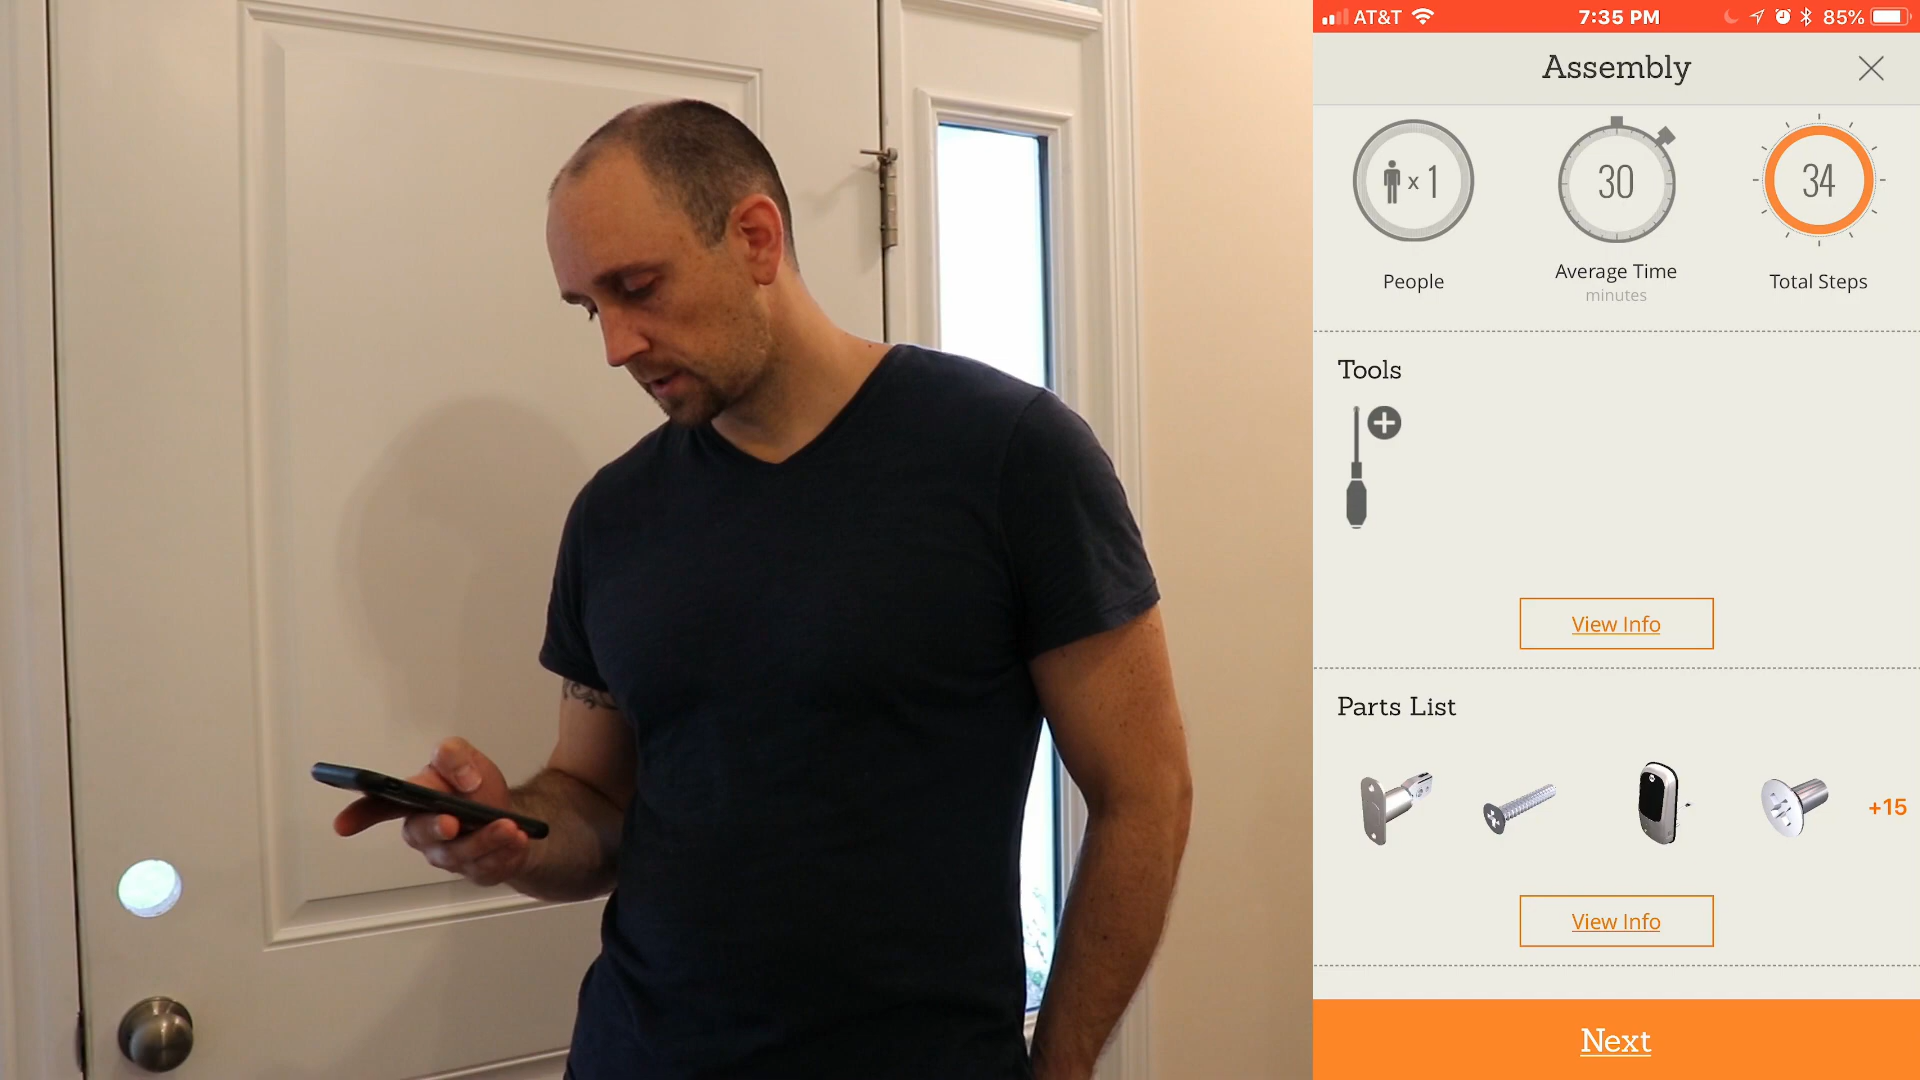 AT&T 7:35 PM 85%
Assembly
x 1
30
34
People
Average Time
minutes
Total Steps
Tools
View Info
Parts List
+15
View Info
Next